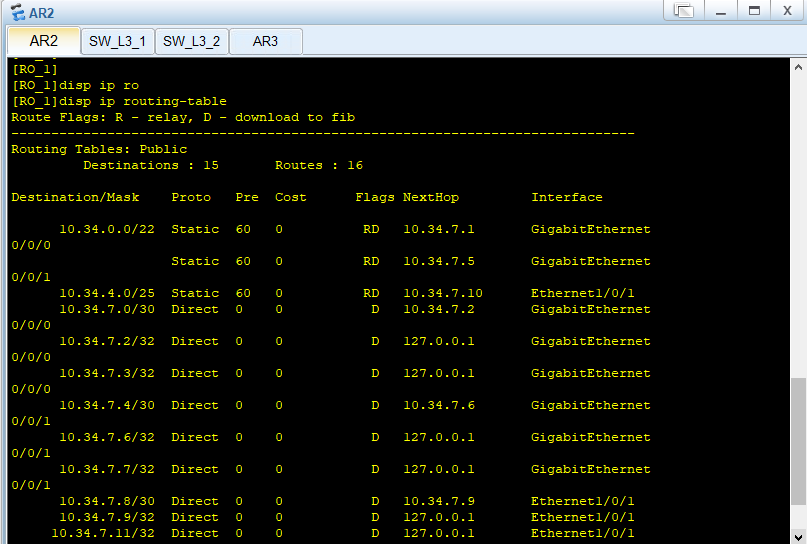 AR2
AR2 SW_L3_1 SW_L3_2 AR3
[RO_1]
[RO_1]disp ip ro
[RO_1]disp ip routing-table
Route Flags: R - relay, D - download to fib
------------------------------------------------------------------------------
Routing Tables: Public
         Destinations : 15       Routes : 16
Destination/Mask    Proto   Pre  Cost      Flags NextHop         Interface
      10.34.0.0/22  Static  60   0          RD   10.34.7.1       GigabitEthernet
0/0/0
                    Static  60   0          RD   10.34.7.5       GigabitEthernet
0/0/1
      10.34.4.0/25  Static  60   0          RD   10.34.7.10      Ethernet1/0/1
      10.34.7.0/30  Direct  0    0           D   10.34.7.2       GigabitEthernet
0/0/0
      10.34.7.2/32  Direct  0    0           D   127.0.0.1       GigabitEthernet
0/0/0
      10.34.7.3/32  Direct  0    0           D   127.0.0.1       GigabitEthernet
0/0/0
      10.34.7.4/30  Direct  0    0           D   10.34.7.6       GigabitEthernet
0/0/1
      10.34.7.6/32  Direct  0    0           D   127.0.0.1       GigabitEthernet
0/0/1
      10.34.7.7/32  Direct  0    0           D   127.0.0.1       GigabitEthernet
0/0/1
      10.34.7.8/30  Direct  0    0           D   10.34.7.9       Ethernet1/0/1
      10.34.7.9/32  Direct  0    0           D   127.0.0.1       Ethernet1/0/1
     10.34.7.11/32  Direct  0    0           D   127.0.0.1       Ethernet1/0/1